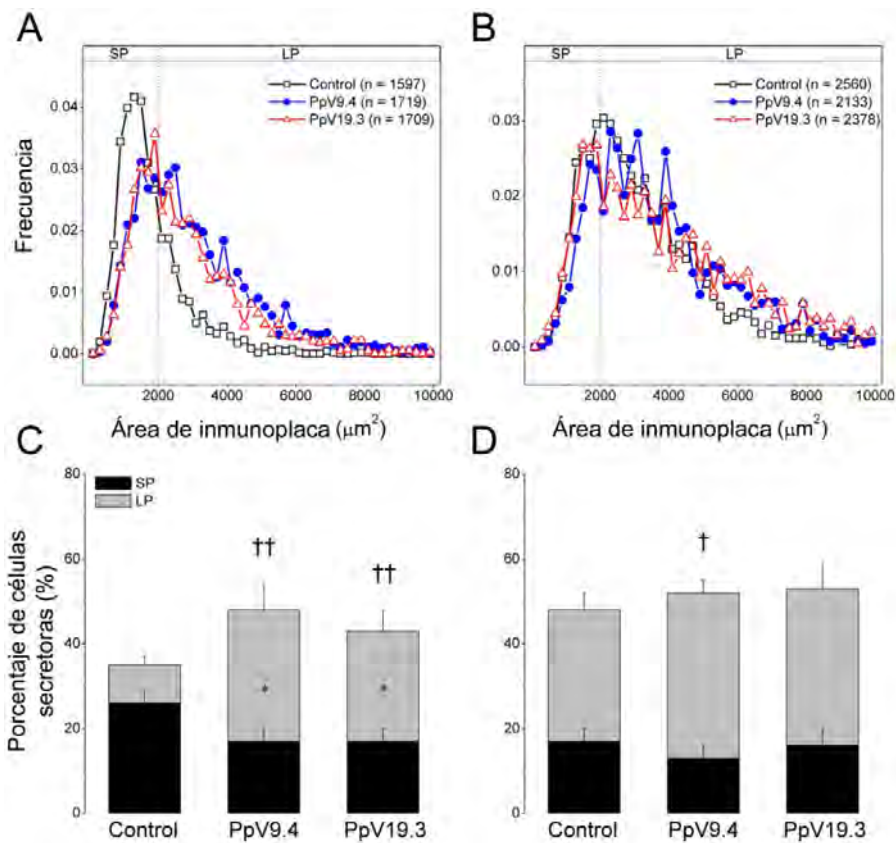 A
SP LP
Control (n = 1597)
PpV9.4 (n = 1719)
PpV19.3 (n = 1709)
Frecuencia
0.04
0.03
0.02
0.01
0.00
2000 4000 6000 8000 10000
Área de inmunoplaca (μm²)
B
SP LP
Control (n = 2560)
PpV9.4 (n = 2133)
PpV19.3 (n = 2378)
0.03
0.02
0.01
0.00
2000 4000 6000 8000 10000
Área de inmunoplaca (μm²)
C
SP
LP
Porcentaje de células
secretoras (%)
80
60
40
20
0
†† ††
* *
Control PpV9.4 PpV19.3
D
80
60
40
20
0
†
Control PpV9.4 PpV19.3